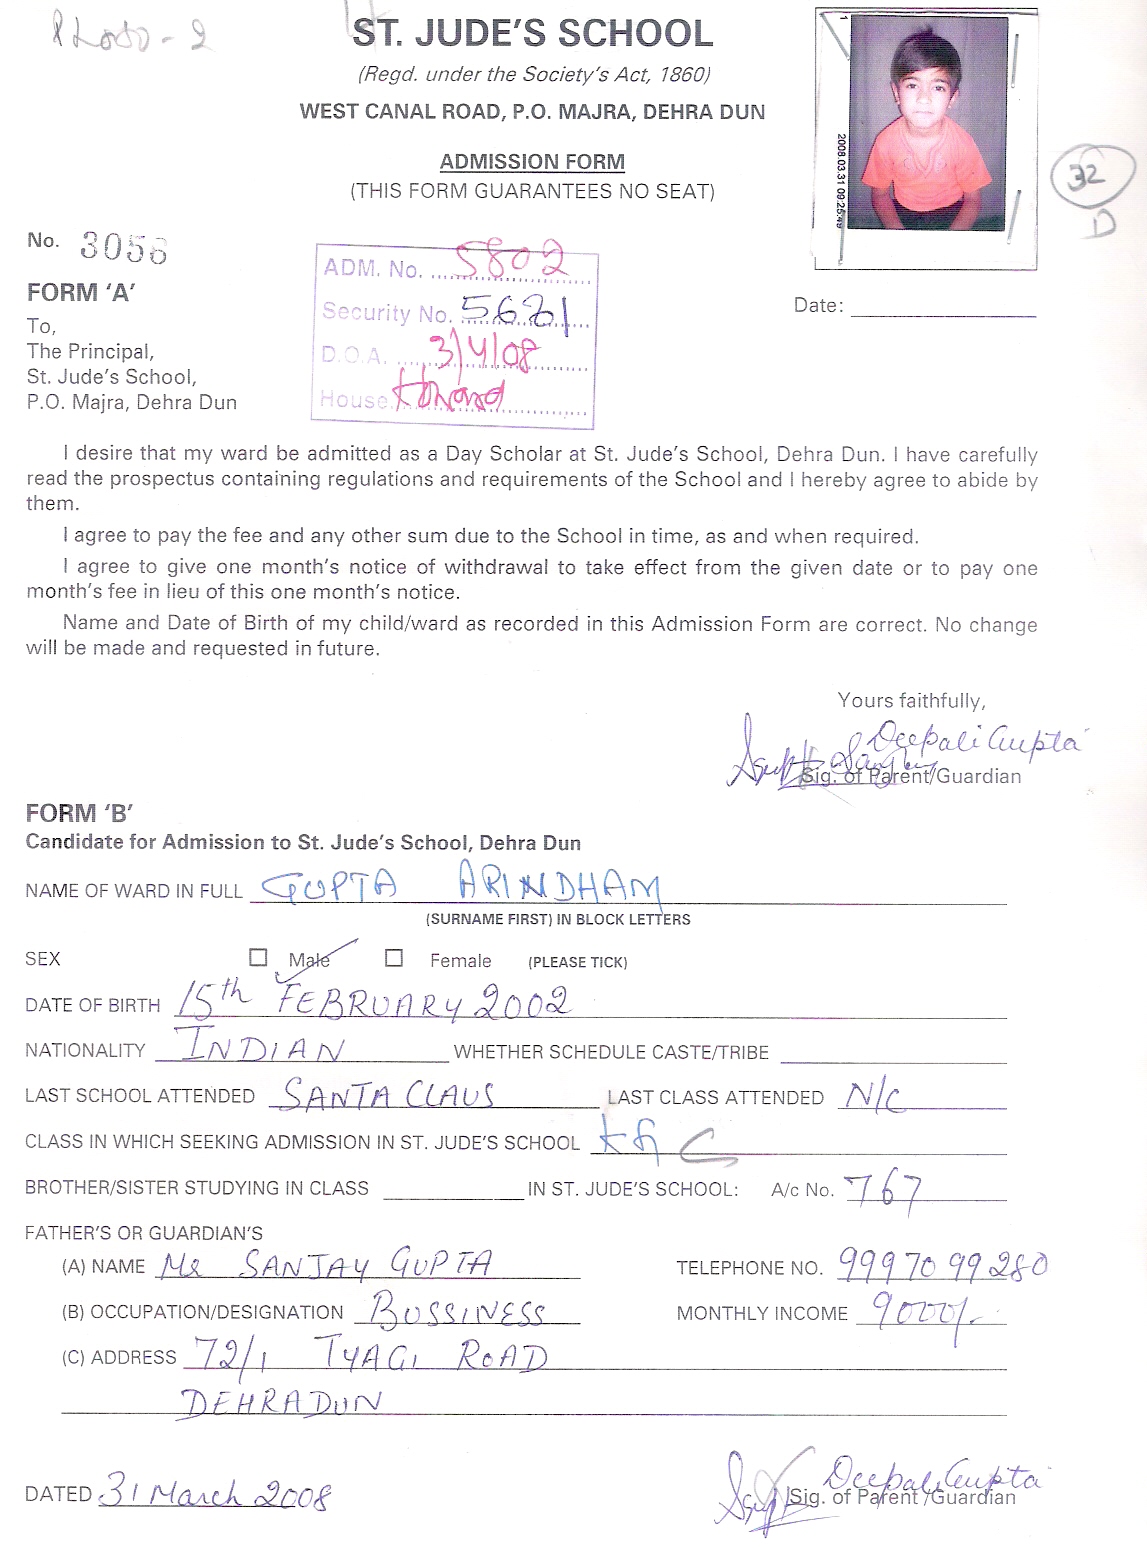 ST. JUDE'S SCHOOL
(Regd. under the Society's Act, 1860)
WEST CANAL ROAD, P.O. MAJRA, DEHRA DUN
ADMISSION FORM
(THIS FORM GUARANTEES NO SEAT)
1
2008.03.31 09:25:49
32
D
No. 3056
ADM. No. 5802
Security No. 5621
D.O.A. 3/4/08
House
Date:
FORM 'A'
To,
The Principal,
St. Jude's School,
P.O. Majra, Dehra Dun
I desire that my ward be admitted as a Day Scholar at St. Jude's School, Dehra Dun. I have carefully
read the prospectus containing regulations and requirements of the School and I hereby agree to abide by
them.
I agree to pay the fee and any other sum due to the School in time, as and when required.
I agree to give one month's notice of withdrawal to take effect from the given date or to pay one
month's fee in lieu of this one month's notice.
Name and Date of Birth of my child/ward as recorded in this Admission Form are correct. No change
will be made and requested in future.
Yours faithfully,
Deepali Gupta
Sig. of Parent/Guardian
FORM 'B'
Candidate for Admission to St. Jude's School, Dehra Dun
NAME OF WARD IN FULL GUPTA ARINDHAM
(SURNAME FIRST) IN BLOCK LETTERS
SEX Male Female (PLEASE TICK)
DATE OF BIRTH 15th FEBRUARY 2002
NATIONALITY INDIAN WHETHER SCHEDULE CASTE/TRIBE
LAST SCHOOL ATTENDED SANTA CLAUS LAST CLASS ATTENDED N/C
CLASS IN WHICH SEEKING ADMISSION IN ST. JUDE'S SCHOOL KG C
BROTHER/SISTER STUDYING IN CLASS IN ST. JUDE'S SCHOOL: A/c No. 767
FATHER'S OR GUARDIAN'S
(A) NAME Mr SANJAY GUPTA TELEPHONE NO. 9997099280
(B) OCCUPATION/DESIGNATION BUSSINESS MONTHLY INCOME 9000/-
(C) ADDRESS 72/1 TYAGI ROAD
DEHRADUN
DATED 31 March 2008
Deepali Gupta
Sig. of Parent /Guardian